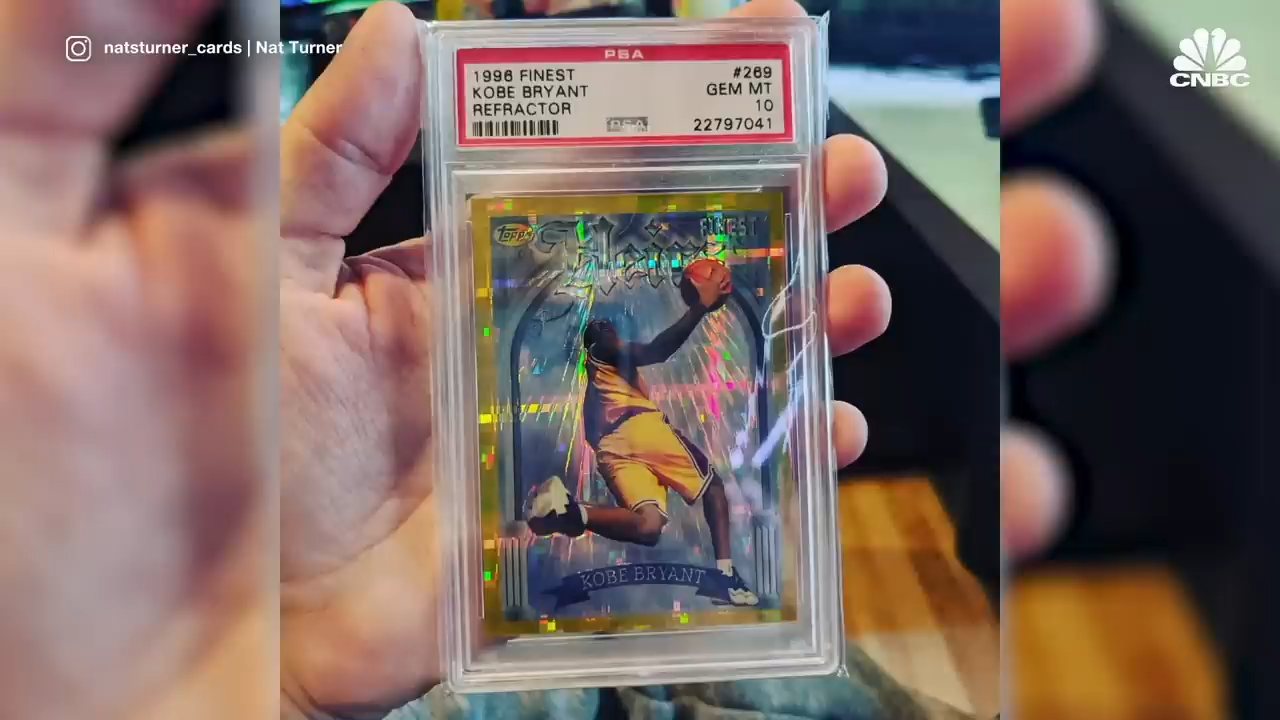 natsturner_cards | Nat Turner
CNBC
PSA
1996 FINEST #269
KOBE BRYANT GEM MT
REFRACTOR 10
PSA 22797041
Topps
FINEST
KOBE BRYANT